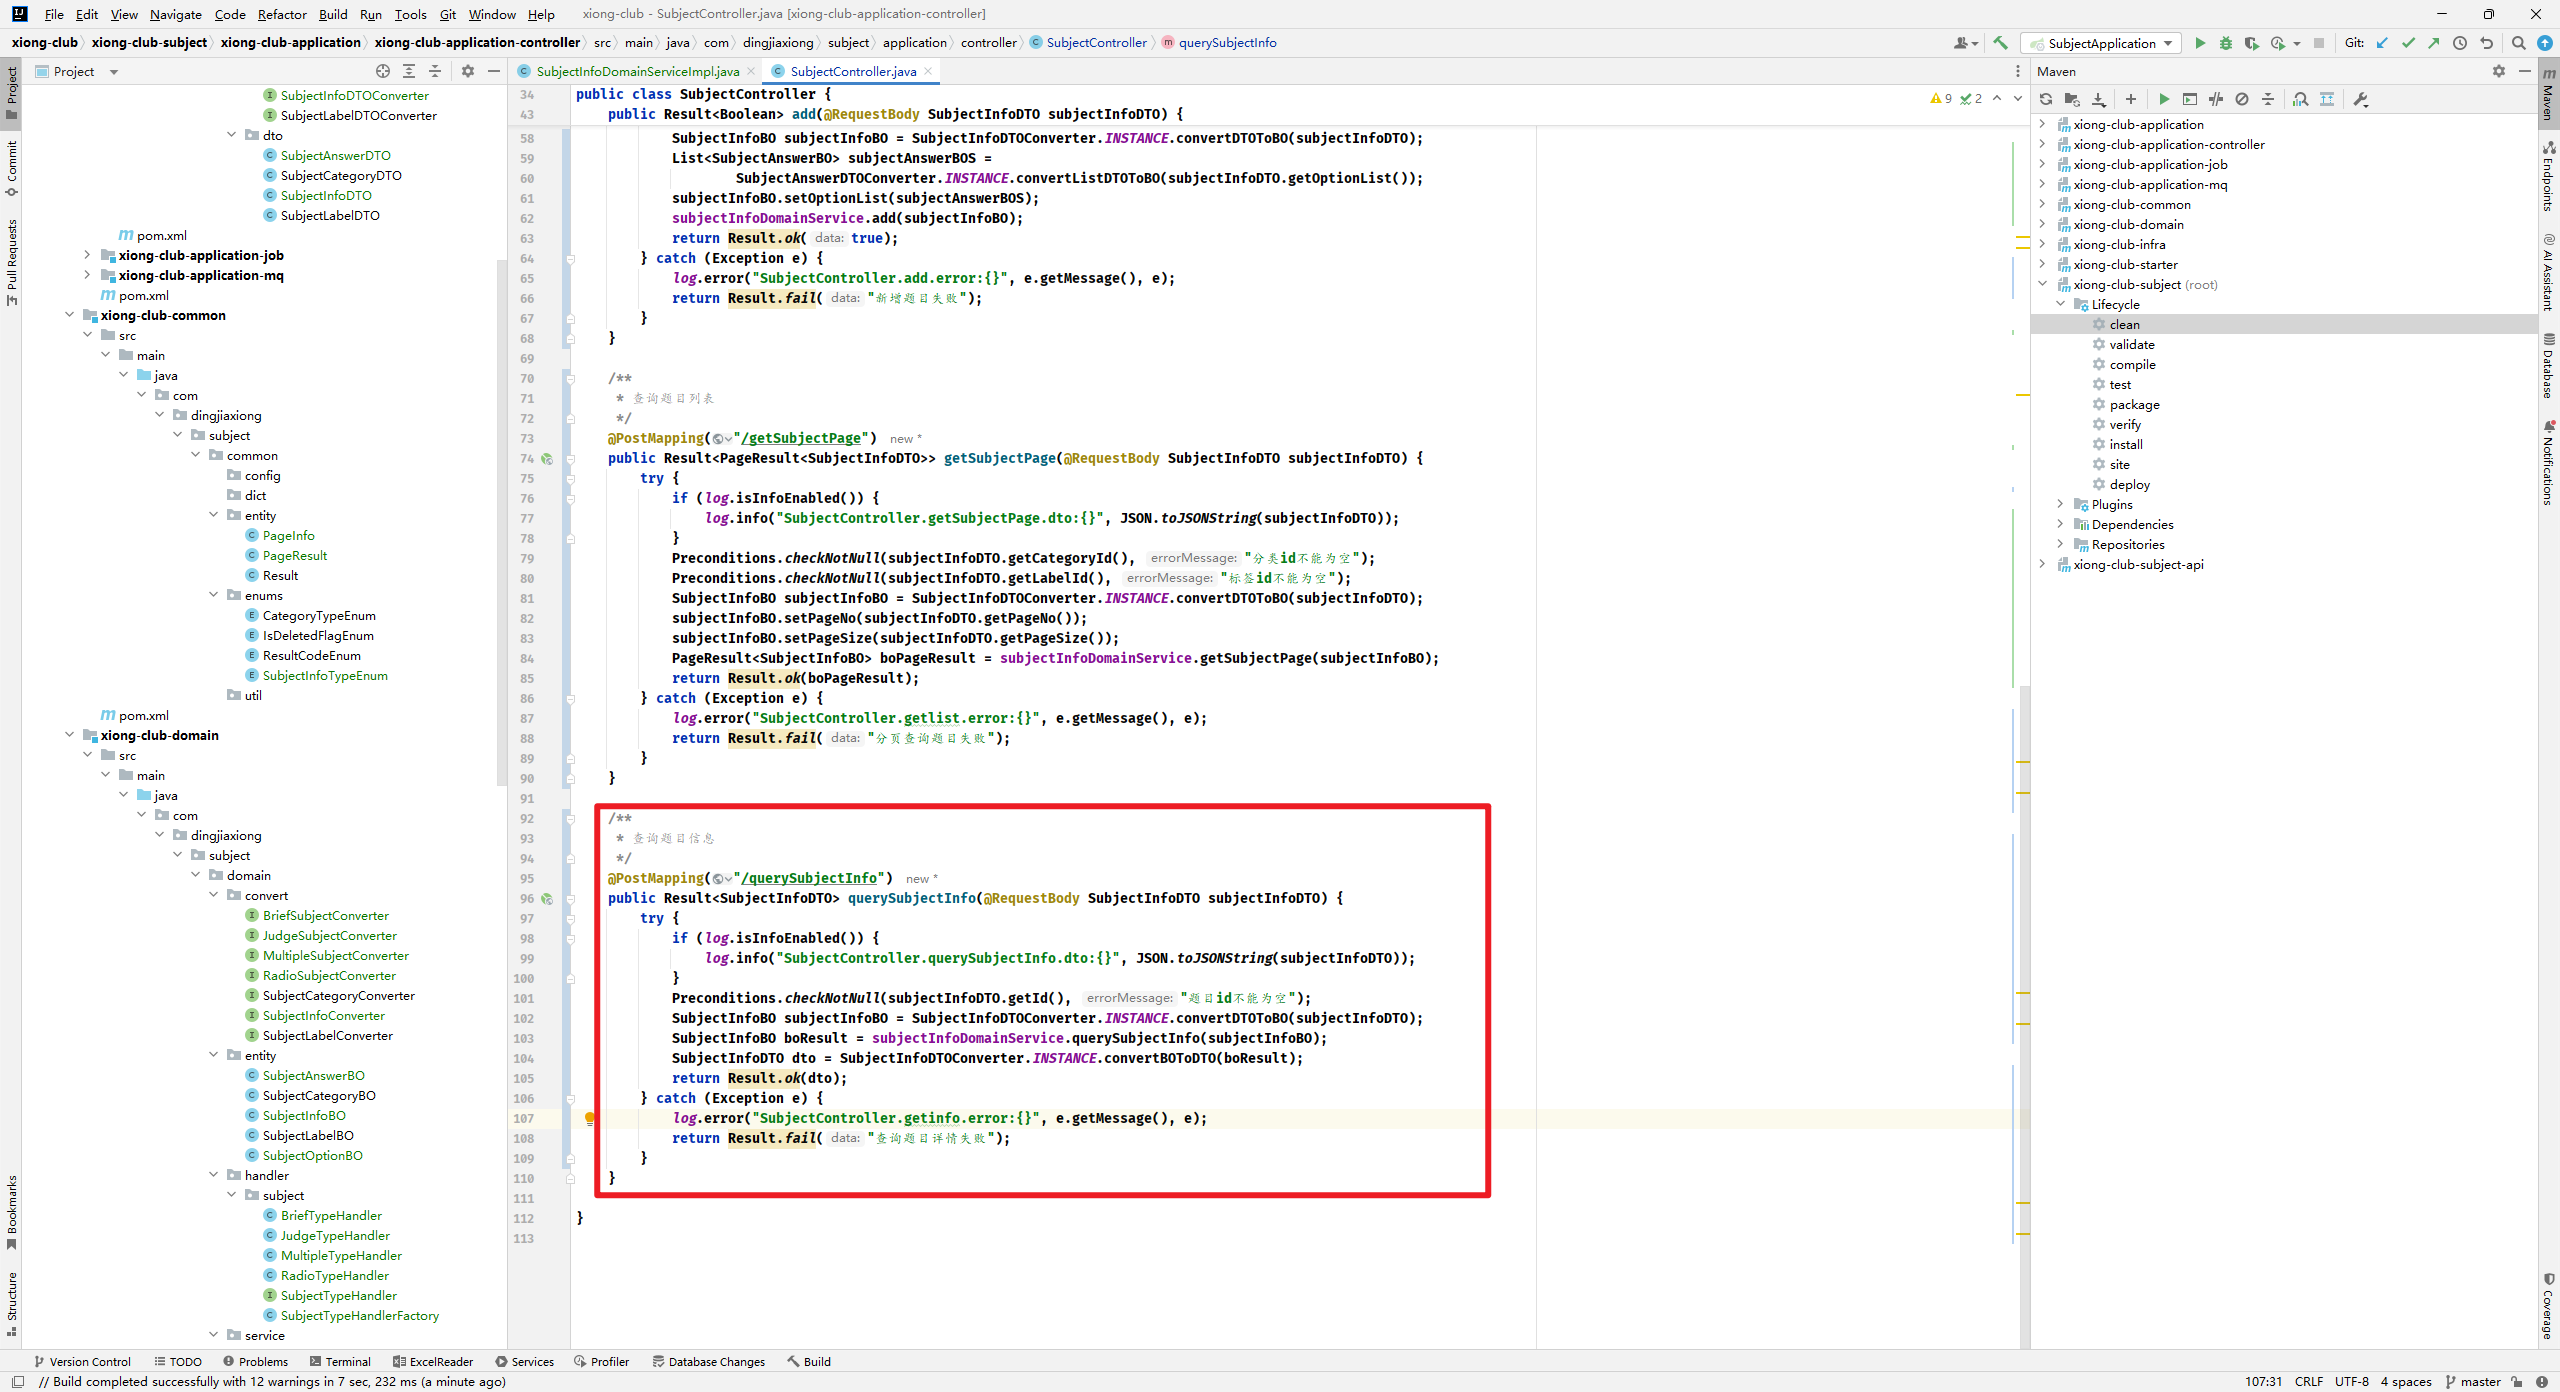 File Edit View Navigate Code Refactor Build Run Tools Git Window Help xiong-club - SubjectController.java [xiong-club-application-controller]
xiong-club xiong-club-subject xiong-club-application xiong-club-application-controller src main java com dingjiaxiong subject application controller SubjectController querySubjectInfo SubjectApplication Git:
Project
SubjectInfoDomainServiceImpl.java SubjectController.java
Maven
Project
Commit
Pull Requests
Bookmarks
Structure
SubjectInfoDTOConverter
SubjectLabelDTOConverter
dto
SubjectAnswerDTO
SubjectCategoryDTO
SubjectInfoDTO
SubjectLabelDTO
pom.xml
xiong-club-application-job
xiong-club-application-mq
pom.xml
xiong-club-common
src
main
java
com
dingjiaxiong
subject
common
config
dict
entity
PageInfo
PageResult
Result
enums
CategoryTypeEnum
IsDeletedFlagEnum
ResultCodeEnum
SubjectInfoTypeEnum
util
pom.xml
xiong-club-domain
src
main
java
com
dingjiaxiong
subject
domain
convert
BriefSubjectConverter
JudgeSubjectConverter
MultipleSubjectConverter
RadioSubjectConverter
SubjectCategoryConverter
SubjectInfoConverter
SubjectLabelConverter
entity
SubjectAnswerBO
SubjectCategoryBO
SubjectInfoBO
SubjectLabelBO
SubjectOptionBO
handler
subject
BriefTypeHandler
JudgeTypeHandler
MultipleTypeHandler
RadioTypeHandler
SubjectTypeHandler
SubjectTypeHandlerFactory
service
34 public class SubjectController {
43 public Result<Boolean> add(@RequestBody SubjectInfoDTO subjectInfoDTO) {
9 2
58 SubjectInfoBO subjectInfoBO = SubjectInfoDTOConverter.INSTANCE.convertDTOToBO(subjectInfoDTO);
59 List<SubjectAnswerBO> subjectAnswerBOS =
60 SubjectAnswerDTOConverter.INSTANCE.convertListDTOToBO(subjectInfoDTO.getOptionList());
61 subjectInfoBO.setOptionList(subjectAnswerBOS);
62 subjectInfoDomainService.add(subjectInfoBO);
63 return Result.ok( data: true);
64 } catch (Exception e) {
65 log.error("SubjectController.add.error:{}", e.getMessage(), e);
66 return Result.fail( data: "新增题目失败");
67 }
68 }
69
70 /**
71 * 查询题目列表
72 */
73 @PostMapping("/getSubjectPage") new *
74 public Result<PageResult<SubjectInfoDTO>> getSubjectPage(@RequestBody SubjectInfoDTO subjectInfoDTO) {
75 try {
76 if (log.isInfoEnabled()) {
77 log.info("SubjectController.getSubjectPage.dto:{}", JSON.toJSONString(subjectInfoDTO));
78 }
79 Preconditions.checkNotNull(subjectInfoDTO.getCategoryId(), errorMessage: "分类id不能为空");
80 Preconditions.checkNotNull(subjectInfoDTO.getLabelId(), errorMessage: "标签id不能为空");
81 SubjectInfoBO subjectInfoBO = SubjectInfoDTOConverter.INSTANCE.convertDTOToBO(subjectInfoDTO);
82 subjectInfoBO.setPageNo(subjectInfoDTO.getPageNo());
83 subjectInfoBO.setPageSize(subjectInfoDTO.getPageSize());
84 PageResult<SubjectInfoBO> boPageResult = subjectInfoDomainService.getSubjectPage(subjectInfoBO);
85 return Result.ok(boPageResult);
86 } catch (Exception e) {
87 log.error("SubjectController.getlist.error:{}", e.getMessage(), e);
88 return Result.fail( data: "分页查询题目失败");
89 }
90 }
91
92 /**
93 * 查询题目信息
94 */
95 @PostMapping("/querySubjectInfo") new *
96 public Result<SubjectInfoDTO> querySubjectInfo(@RequestBody SubjectInfoDTO subjectInfoDTO) {
97 try {
98 if (log.isInfoEnabled()) {
99 log.info("SubjectController.querySubjectInfo.dto:{}", JSON.toJSONString(subjectInfoDTO));
100 }
101 Preconditions.checkNotNull(subjectInfoDTO.getId(), errorMessage: "题目id不能为空");
102 SubjectInfoBO subjectInfoBO = SubjectInfoDTOConverter.INSTANCE.convertDTOToBO(subjectInfoDTO);
103 SubjectInfoBO boResult = subjectInfoDomainService.querySubjectInfo(subjectInfoBO);
104 SubjectInfoDTO dto = SubjectInfoDTOConverter.INSTANCE.convertBOToDTO(boResult);
105 return Result.ok(dto);
106 } catch (Exception e) {
107 log.error("SubjectController.getinfo.error:{}", e.getMessage(), e);
108 return Result.fail( data: "查询题目详情失败");
109 }
110 }
111
112 }
113
xiong-club-application
xiong-club-application-controller
xiong-club-application-job
xiong-club-application-mq
xiong-club-common
xiong-club-domain
xiong-club-infra
xiong-club-starter
xiong-club-subject (root)
Lifecycle
clean
validate
compile
test
package
verify
install
site
deploy
Plugins
Dependencies
Repositories
xiong-club-subject-api
Maven
Endpoints
AI Assistant
Database
Notifications
Coverage
Version Control TODO Problems Terminal ExcelReader Services Profiler Database Changes Build
// Build completed successfully with 12 warnings in 7 sec, 232 ms (a minute ago) 107:31 CRLF UTF-8 4 spaces master